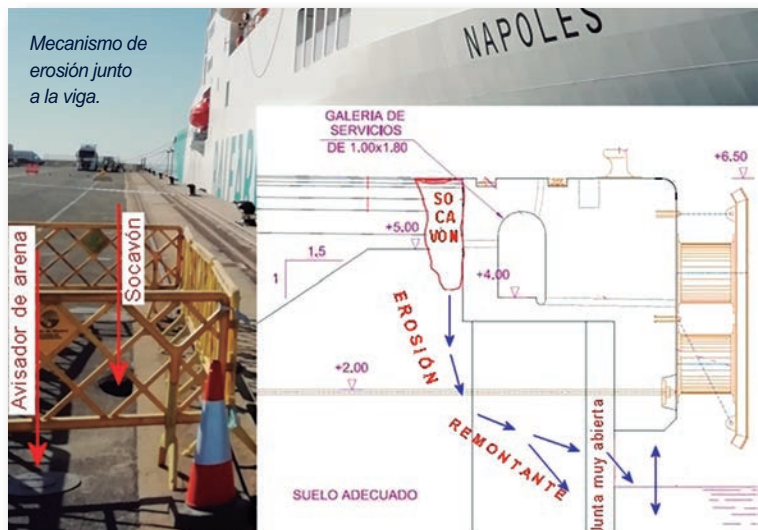 Mecanismo de
erosión junto
a la viga.
NAPOLES
Avisador de arena
Socavón
GALERIA DE
SERVICIOS
DE 1.00x1.80
+6.50
SO
CA
VÓN
+5.00
1.5
1
+4.00
EROSIÓN
+2.00
REMONTANTE
Junta muy abierta
SUELO ADECUADO